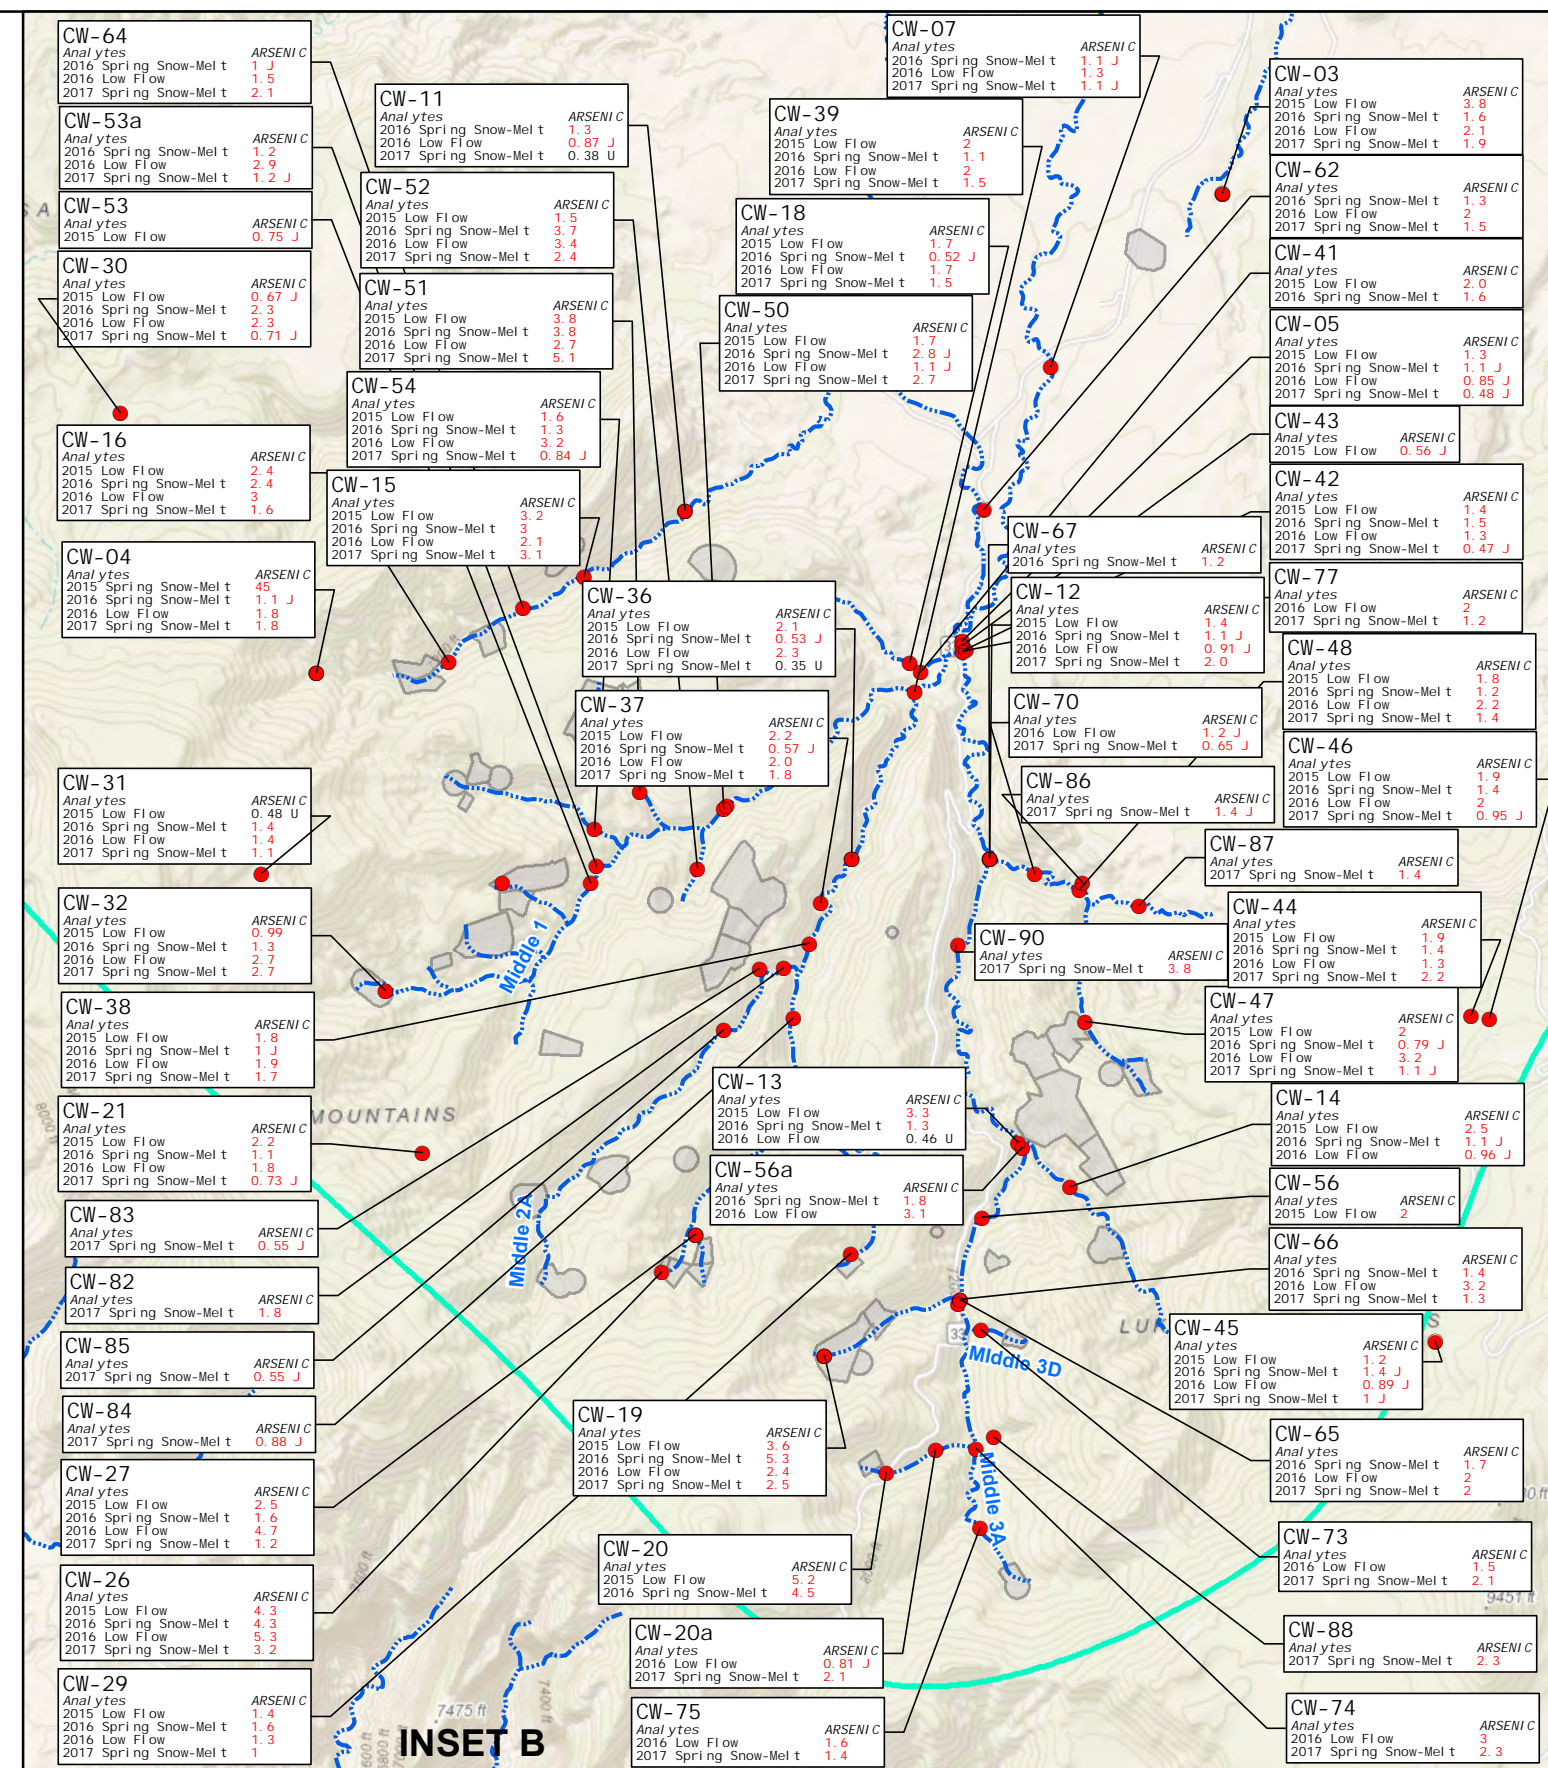 CW-64
Analytes ARSENIC
2016 Spring Snow-Melt 1 J
2016 Low Flow 1.5
2017 Spring Snow-Melt 2.1
CW-53a
Analytes ARSENIC
2016 Spring Snow-Melt 1.2
2016 Low Flow 2.9
2017 Spring Snow-Melt 1.2 J
CW-53
Analytes ARSENIC
2015 Low Flow 0.75 J
CW-30
Analytes ARSENIC
2015 Low Flow 0.67 J
2016 Spring Snow-Melt 2.3
2016 Low Flow 2.3
2017 Spring Snow-Melt 0.71 J
CW-16
Analytes ARSENIC
2015 Low Flow 2.4
2016 Spring Snow-Melt 2.4
2016 Low Flow 3
2017 Spring Snow-Melt 1.6
CW-04
Analytes ARSENIC
2015 Spring Snow-Melt 45
2016 Spring Snow-Melt 1.1 J
2016 Low Flow 1.8
2017 Spring Snow-Melt 1.8
CW-31
Analytes ARSENIC
2015 Low Flow 0.48 U
2016 Spring Snow-Melt 1.4
2016 Low Flow 1.4
2017 Spring Snow-Melt 1.1
CW-32
Analytes ARSENIC
2015 Low Flow 0.99
2016 Spring Snow-Melt 1.3
2016 Low Flow 2.7
2017 Spring Snow-Melt 2.7
CW-38
Analytes ARSENIC
2015 Low Flow 1.8
2016 Spring Snow-Melt 1 J
2016 Low Flow 1.9
2017 Spring Snow-Melt 1.7
CW-21
Analytes ARSENIC
2015 Low Flow 2.2
2016 Spring Snow-Melt 1.1
2016 Low Flow 1.8
2017 Spring Snow-Melt 0.73 J
CW-83
Analytes ARSENIC
2017 Spring Snow-Melt 0.55 J
CW-82
Analytes ARSENIC
2017 Spring Snow-Melt 1.8
CW-85
Analytes ARSENIC
2017 Spring Snow-Melt 0.55 J
CW-84
Analytes ARSENIC
2017 Spring Snow-Melt 0.88 J
CW-27
Analytes ARSENIC
2015 Low Flow 2.5
2016 Spring Snow-Melt 1.6
2016 Low Flow 4.7
2017 Spring Snow-Melt 1.2
CW-26
Analytes ARSENIC
2015 Low Flow 4.3
2016 Spring Snow-Melt 4.3
2016 Low Flow 5.3
2017 Spring Snow-Melt 3.2
CW-29
Analytes ARSENIC
2015 Low Flow 1.4
2016 Spring Snow-Melt 1.6
2016 Low Flow 1.3
2017 Spring Snow-Melt 1
CW-11
Analytes ARSENIC
2016 Spring Snow-Melt 1.3
2016 Low Flow 0.87 J
2017 Spring Snow-Melt 0.38 U
CW-52
Analytes ARSENIC
2015 Low Flow 1.5
2016 Spring Snow-Melt 3.7
2016 Low Flow 3.4
2017 Spring Snow-Melt 2.4
CW-51
Analytes ARSENIC
2015 Low Flow 3.8
2016 Spring Snow-Melt 3.8
2016 Low Flow 2.7
2017 Spring Snow-Melt 5.1
CW-54
Analytes ARSENIC
2015 Low Flow 1.6
2016 Spring Snow-Melt 1.3
2016 Low Flow 3.2
2017 Spring Snow-Melt 0.84 J
CW-15
Analytes ARSENIC
2015 Low Flow 3.2
2016 Spring Snow-Melt 3
2016 Low Flow 2.1
2017 Spring Snow-Melt 3.1
CW-36
Analytes ARSENIC
2015 Low Flow 2.1
2016 Spring Snow-Melt 0.53 J
2016 Low Flow 2.3
2017 Spring Snow-Melt 0.35 U
CW-37
Analytes ARSENIC
2015 Low Flow 2.2
2016 Spring Snow-Melt 0.57 J
2016 Low Flow 2.0
2017 Spring Snow-Melt 1.8
CW-07
Analytes ARSENIC
2016 Spring Snow-Melt 1.1 J
2016 Low Flow 1.3
2017 Spring Snow-Melt 1.1 J
CW-39
Analytes ARSENIC
2015 Low Flow 2
2016 Spring Snow-Melt 1.1
2016 Low Flow 2
2017 Spring Snow-Melt 1.5
CW-18
Analytes ARSENIC
2015 Low Flow 1.7
2016 Spring Snow-Melt 0.52 J
2016 Low Flow 1.7
2017 Spring Snow-Melt 1.5
CW-50
Analytes ARSENIC
2015 Low Flow 1.7
2016 Spring Snow-Melt 2.8 J
2016 Low Flow 1.1 J
2017 Spring Snow-Melt 2.7
CW-03
Analytes ARSENIC
2015 Low Flow 3.8
2016 Spring Snow-Melt 1.6
2016 Low Flow 2.1
2017 Spring Snow-Melt 1.9
CW-62
Analytes ARSENIC
2016 Spring Snow-Melt 1.3
2016 Low Flow 2
2017 Spring Snow-Melt 1.5
CW-41
Analytes ARSENIC
2015 Low Flow 2.0
2016 Spring Snow-Melt 1.6
CW-05
Analytes ARSENIC
2015 Low Flow 1.3
2016 Spring Snow-Melt 1.1 J
2016 Low Flow 0.85 J
2017 Spring Snow-Melt 0.48 J
CW-43
Analytes ARSENIC
2015 Low Flow 0.56 J
CW-42
Analytes ARSENIC
2015 Low Flow 1.4
2016 Spring Snow-Melt 1.5
2016 Low Flow 1.3
2017 Spring Snow-Melt 0.47 J
CW-67
Analytes ARSENIC
2016 Spring Snow-Melt 1.2
CW-12
Analytes ARSENIC
2015 Low Flow 1.4
2016 Spring Snow-Melt 1.1 J
2016 Low Flow 0.91 J
2017 Spring Snow-Melt 2.0
CW-77
Analytes ARSENIC
2016 Low Flow 2
2017 Spring Snow-Melt 1.2
CW-48
Analytes ARSENIC
2015 Low Flow 1.8
2016 Spring Snow-Melt 1.2
2016 Low Flow 2.2
2017 Spring Snow-Melt 1.4
CW-70
Analytes ARSENIC
2016 Low Flow 1.2 J
2017 Spring Snow-Melt 0.65 J
CW-46
Analytes ARSENIC
2015 Low Flow 1.9
2016 Spring Snow-Melt 1.4
2016 Low Flow 2
2017 Spring Snow-Melt 0.95 J
CW-86
Analytes ARSENIC
2017 Spring Snow-Melt 1.4 J
CW-87
Analytes ARSENIC
2017 Spring Snow-Melt 1.4
CW-44
Analytes ARSENIC
2015 Low Flow 1.9
2016 Spring Snow-Melt 1.4
2016 Low Flow 1.3
2017 Spring Snow-Melt 2.2
CW-90
Analytes ARSENIC
2017 Spring Snow-Melt 3.8
CW-47
Analytes ARSENIC
2015 Low Flow 2
2016 Spring Snow-Melt 0.79 J
2016 Low Flow 3.2
2017 Spring Snow-Melt 1.1 J
CW-13
Analytes ARSENIC
2015 Low Flow 3.3
2016 Spring Snow-Melt 1.3
2016 Low Flow 0.46 U
CW-14
Analytes ARSENIC
2015 Low Flow 2.5
2016 Spring Snow-Melt 1.1 J
2016 Low Flow 0.96 J
CW-56a
Analytes ARSENIC
2016 Spring Snow-Melt 1.8
2016 Low Flow 3.1
CW-56
Analytes ARSENIC
2015 Low Flow 2
CW-66
Analytes ARSENIC
2016 Spring Snow-Melt 1.4
2016 Low Flow 3.2
2017 Spring Snow-Melt 1.3
CW-45
Analytes ARSENIC
2015 Low Flow 1.2
2016 Spring Snow-Melt 1.4 J
2016 Low Flow 0.89 J
2017 Spring Snow-Melt 1 J
CW-19
Analytes ARSENIC
2015 Low Flow 3.6
2016 Spring Snow-Melt 5.3
2016 Low Flow 2.4
2017 Spring Snow-Melt 2.5
CW-65
Analytes ARSENIC
2016 Spring Snow-Melt 1.7
2016 Low Flow 2
2017 Spring Snow-Melt 2
CW-20
Analytes ARSENIC
2015 Low Flow 5.2
2016 Spring Snow-Melt 4.5
CW-73
Analytes ARSENIC
2016 Low Flow 1.5
2017 Spring Snow-Melt 2.1
CW-20a
Analytes ARSENIC
2016 Low Flow 0.81 J
2017 Spring Snow-Melt 2.1
CW-88
Analytes ARSENIC
2017 Spring Snow-Melt 2.3
CW-75
Analytes ARSENIC
2016 Low Flow 1.6
2017 Spring Snow-Melt 1.4
CW-74
Analytes ARSENIC
2016 Low Flow 3
2017 Spring Snow-Melt 2.3
Middle 1
Middle 2A
MIddle 3D
Middle 3A
MOUNTAINS
33
7475 ft
7400 ft
9451 ft
INSET B